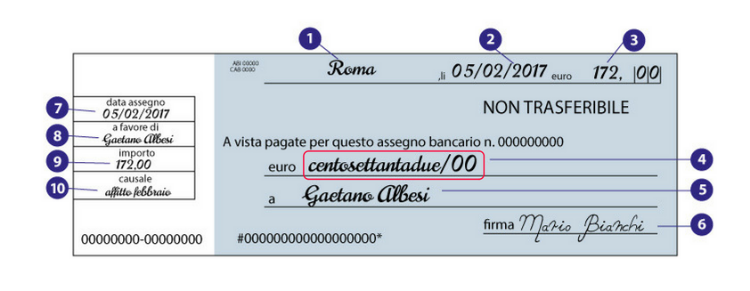 1
2
3
ABI 00000
CAB 0000
Roma ,li 05/02/2017 euro 172, |00|
NON TRASFERIBILE
7
data assegno
05/02/2017
8
a favore di
Gaetano Albesi
9
importo
172,00
10
causale
affitto febbraio
A vista pagate per questo assegno bancario n. 000000000
euro centosettantadue/00
4
a Gaetano Albesi
5
firma Mario Bianchi
6
00000000-00000000
#000000000000000000*